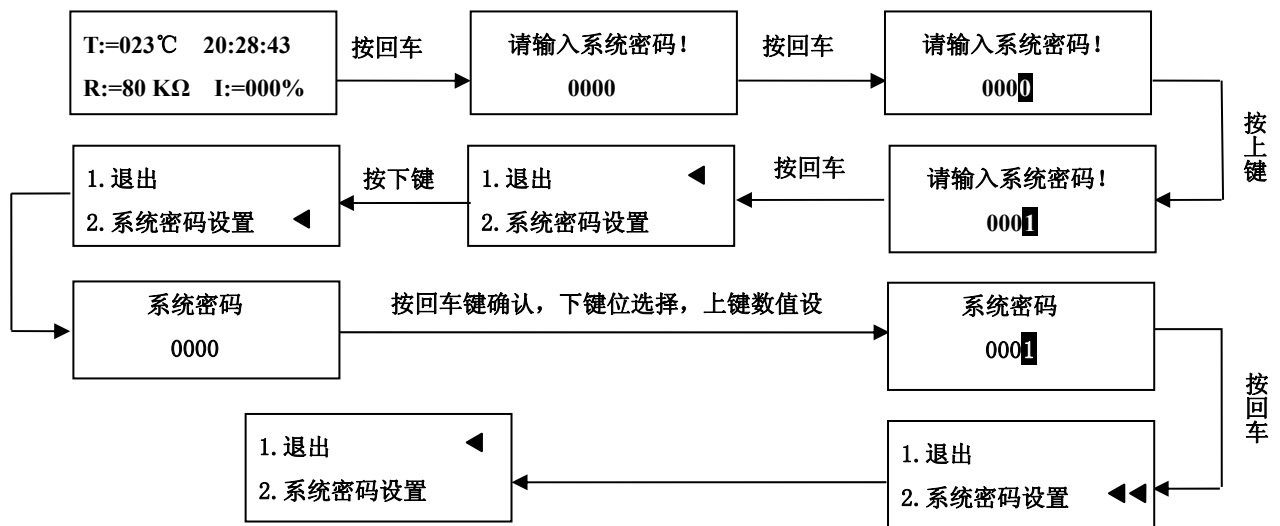 T:=023℃ 20:28:43
R:=80 KΩ I:=000%
按回车
请输入系统密码!
0000
按回车
请输入系统密码!
0000
按上键
请输入系统密码!
0001
按回车
1.退出 ◀
2.系统密码设置
按下键
1.退出
2.系统密码设置 ◀
系统密码
0000
按回车键确认，下键位选择，上键数值设
系统密码
0001
按回车
1.退出
2.系统密码设置 ◀◀
1.退出 ◀
2.系统密码设置